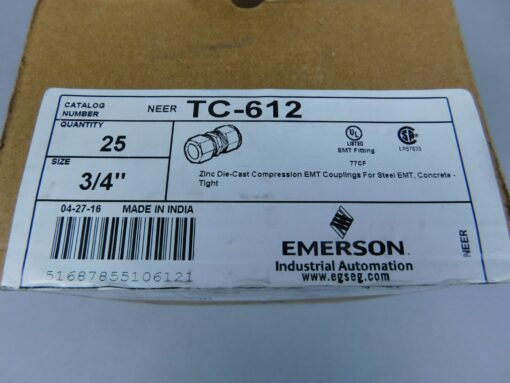 CATALOG
NUMBER
NEER TC-612
QUANTITY
25
SIZE
3/4"
UL
LISTED
EMT Fitting
77CF
Zinc Die-Cast Compression EMT Couplings For Steel EMT, Concrete -
Tight
04-27-16 MADE IN INDIA
51687855106121
EMERSON
Industrial Automation
www.egseg.com
NEER